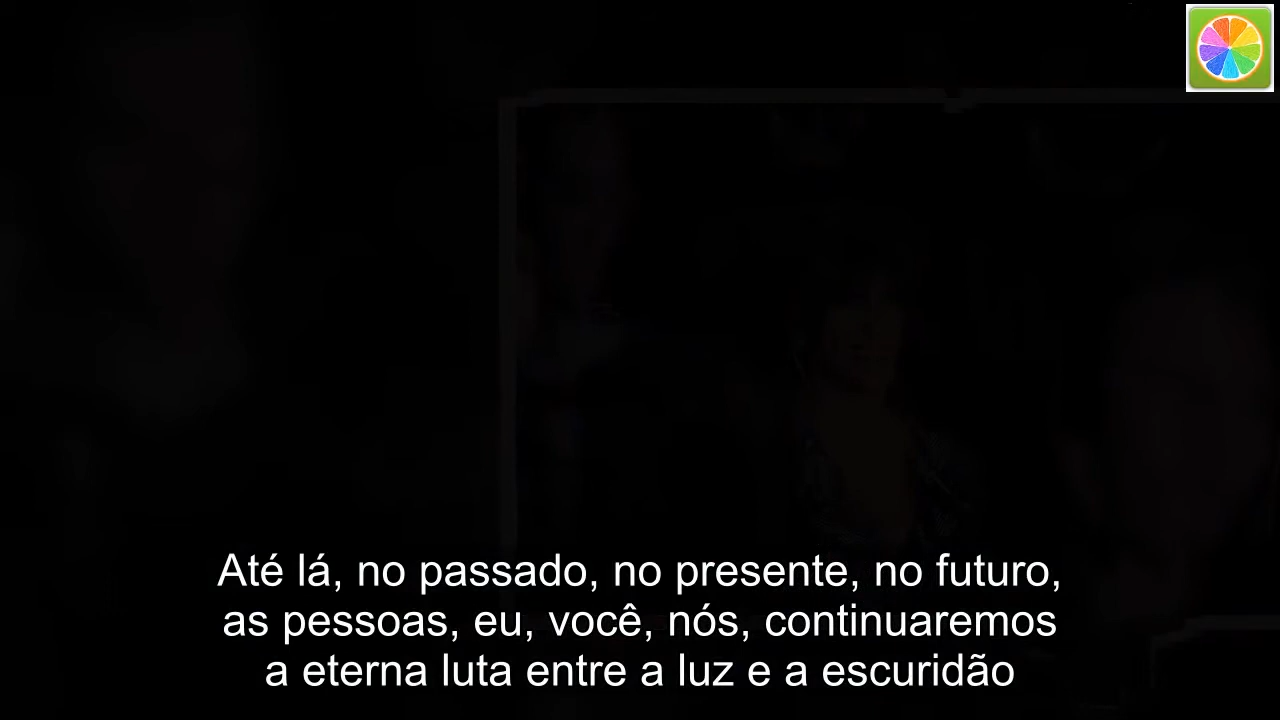 Até lá, no passado, no presente, no futuro,
as pessoas, eu, você, nós, continuaremos
a eterna luta entre a luz e a escuridão